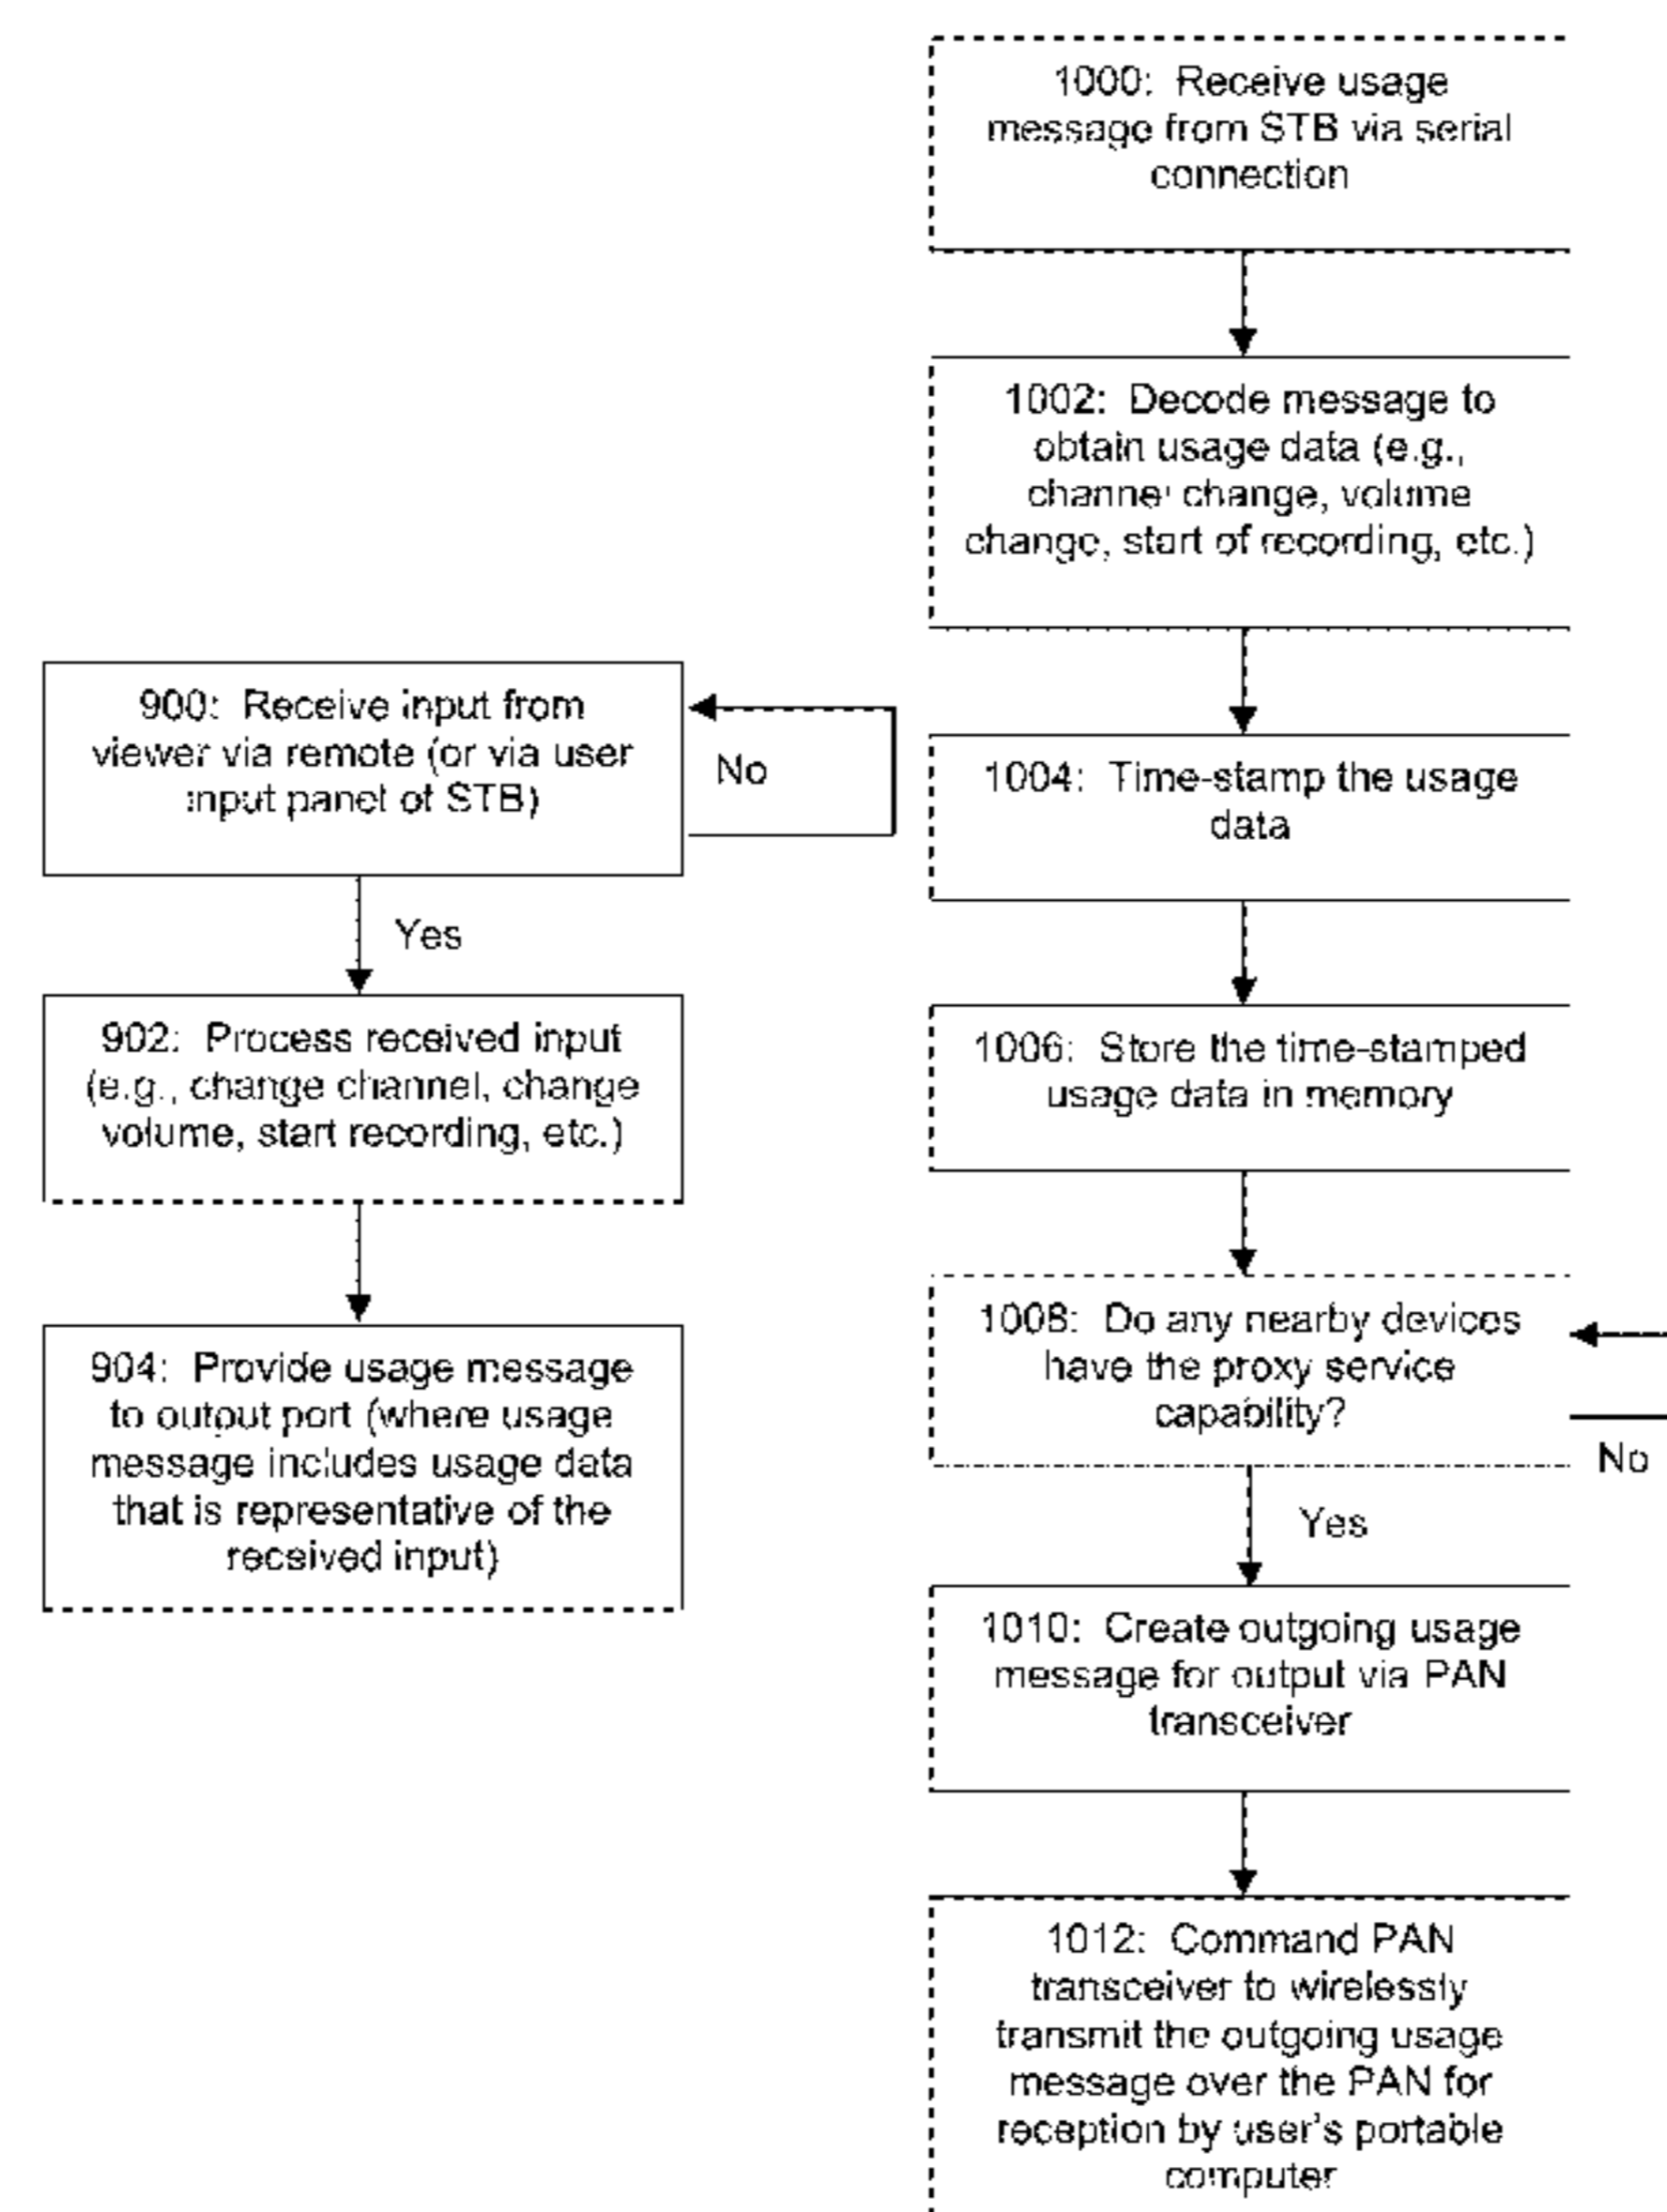 900: Receive input from
viewer via remote (or via user
input panel of STB)
No
Yes
902: Process received input
(e.g., change channel, change
volume, start recording, etc.)
904: Provide usage message
to output port (where usage
message includes usage data
that is representative of the
received input)
1000: Receive usage
message from STB via serial
connection
1002: Decode message to
obtain usage data (e.g.,
channel change, volume
change, start of recording, etc.)
1004: Time-stamp the usage
data
1006: Store the time-stamped
usage data in memory
1008: Do any nearby devices
have the proxy service
capability?
No
Yes
1010: Create outgoing usage
message for output via PAN
transceiver
1012: Command PAN
transceiver to wirelessly
transmit the outgoing usage
message over the PAN for
reception by user's portable
computer